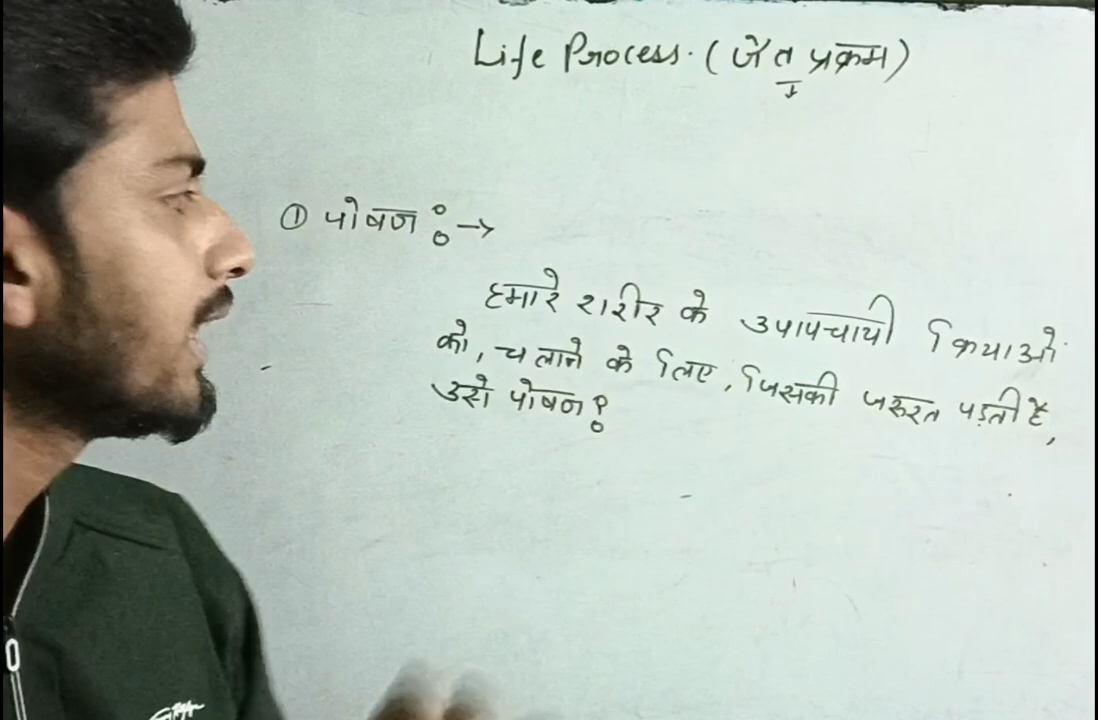 Life Process. (जैत प्रक्रम)
① पोषण :→
हमारे शरीर के उपापचायी क्रियाओं
को, चलाने के लिए, जिसकी जरूरत पड़ती है,
उसे पोषण